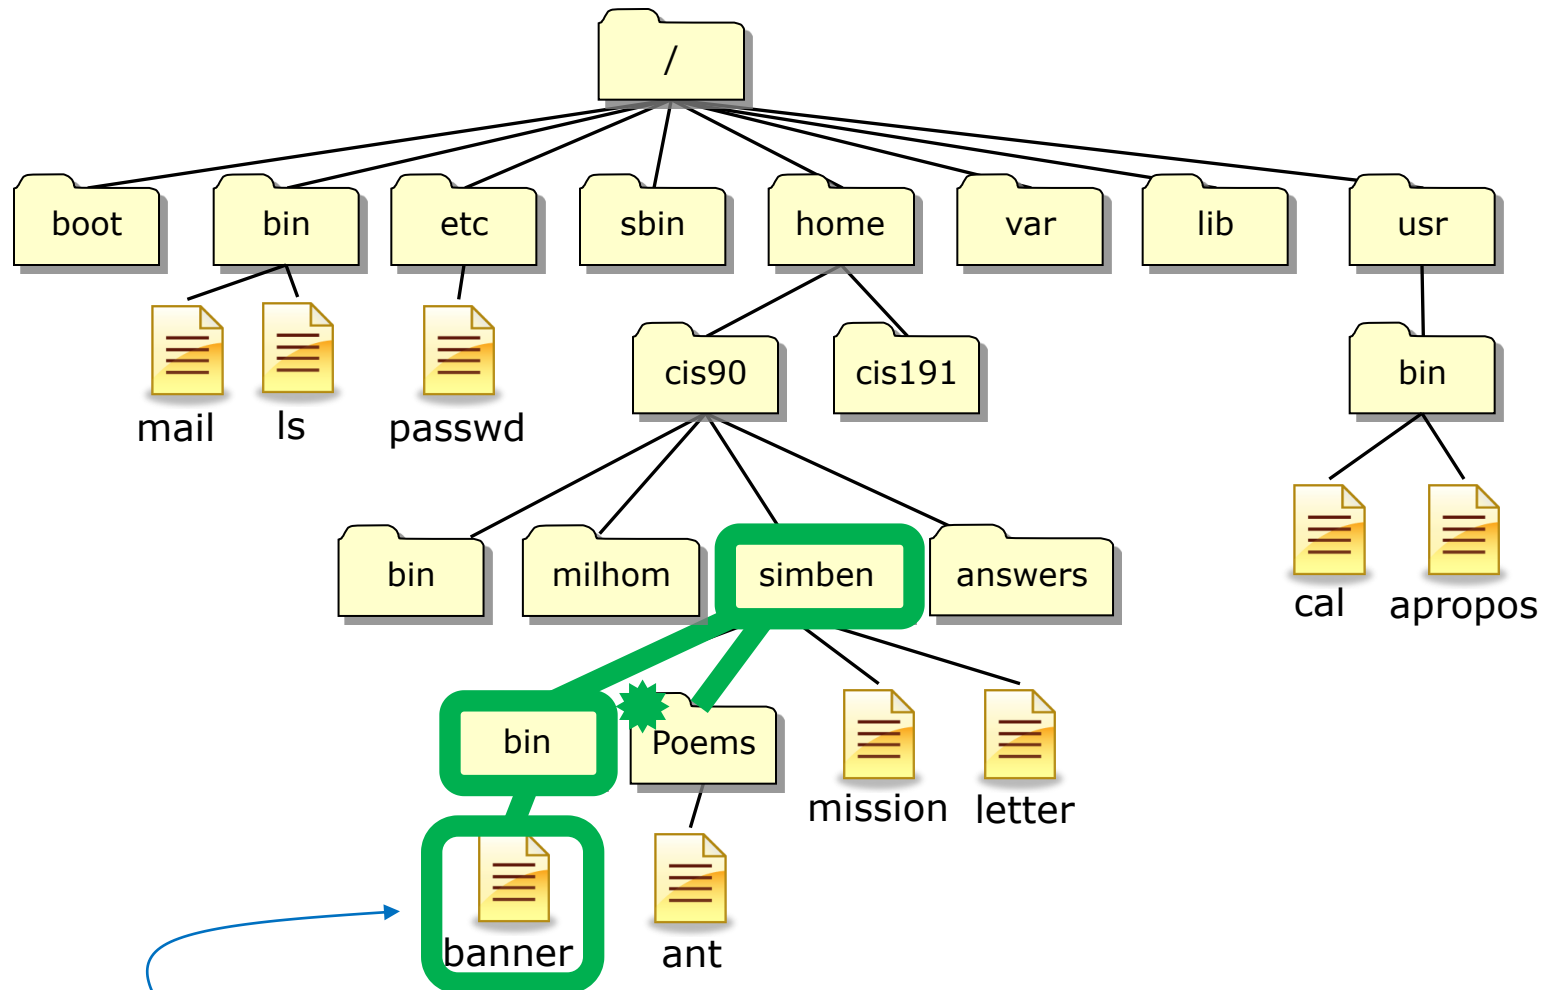 /
boot bin etc sbin home var lib usr
mail ls passwd
cis90 cis191 bin
bin milhom simben answers
cal apropos
bin Poems
mission letter
banner ant